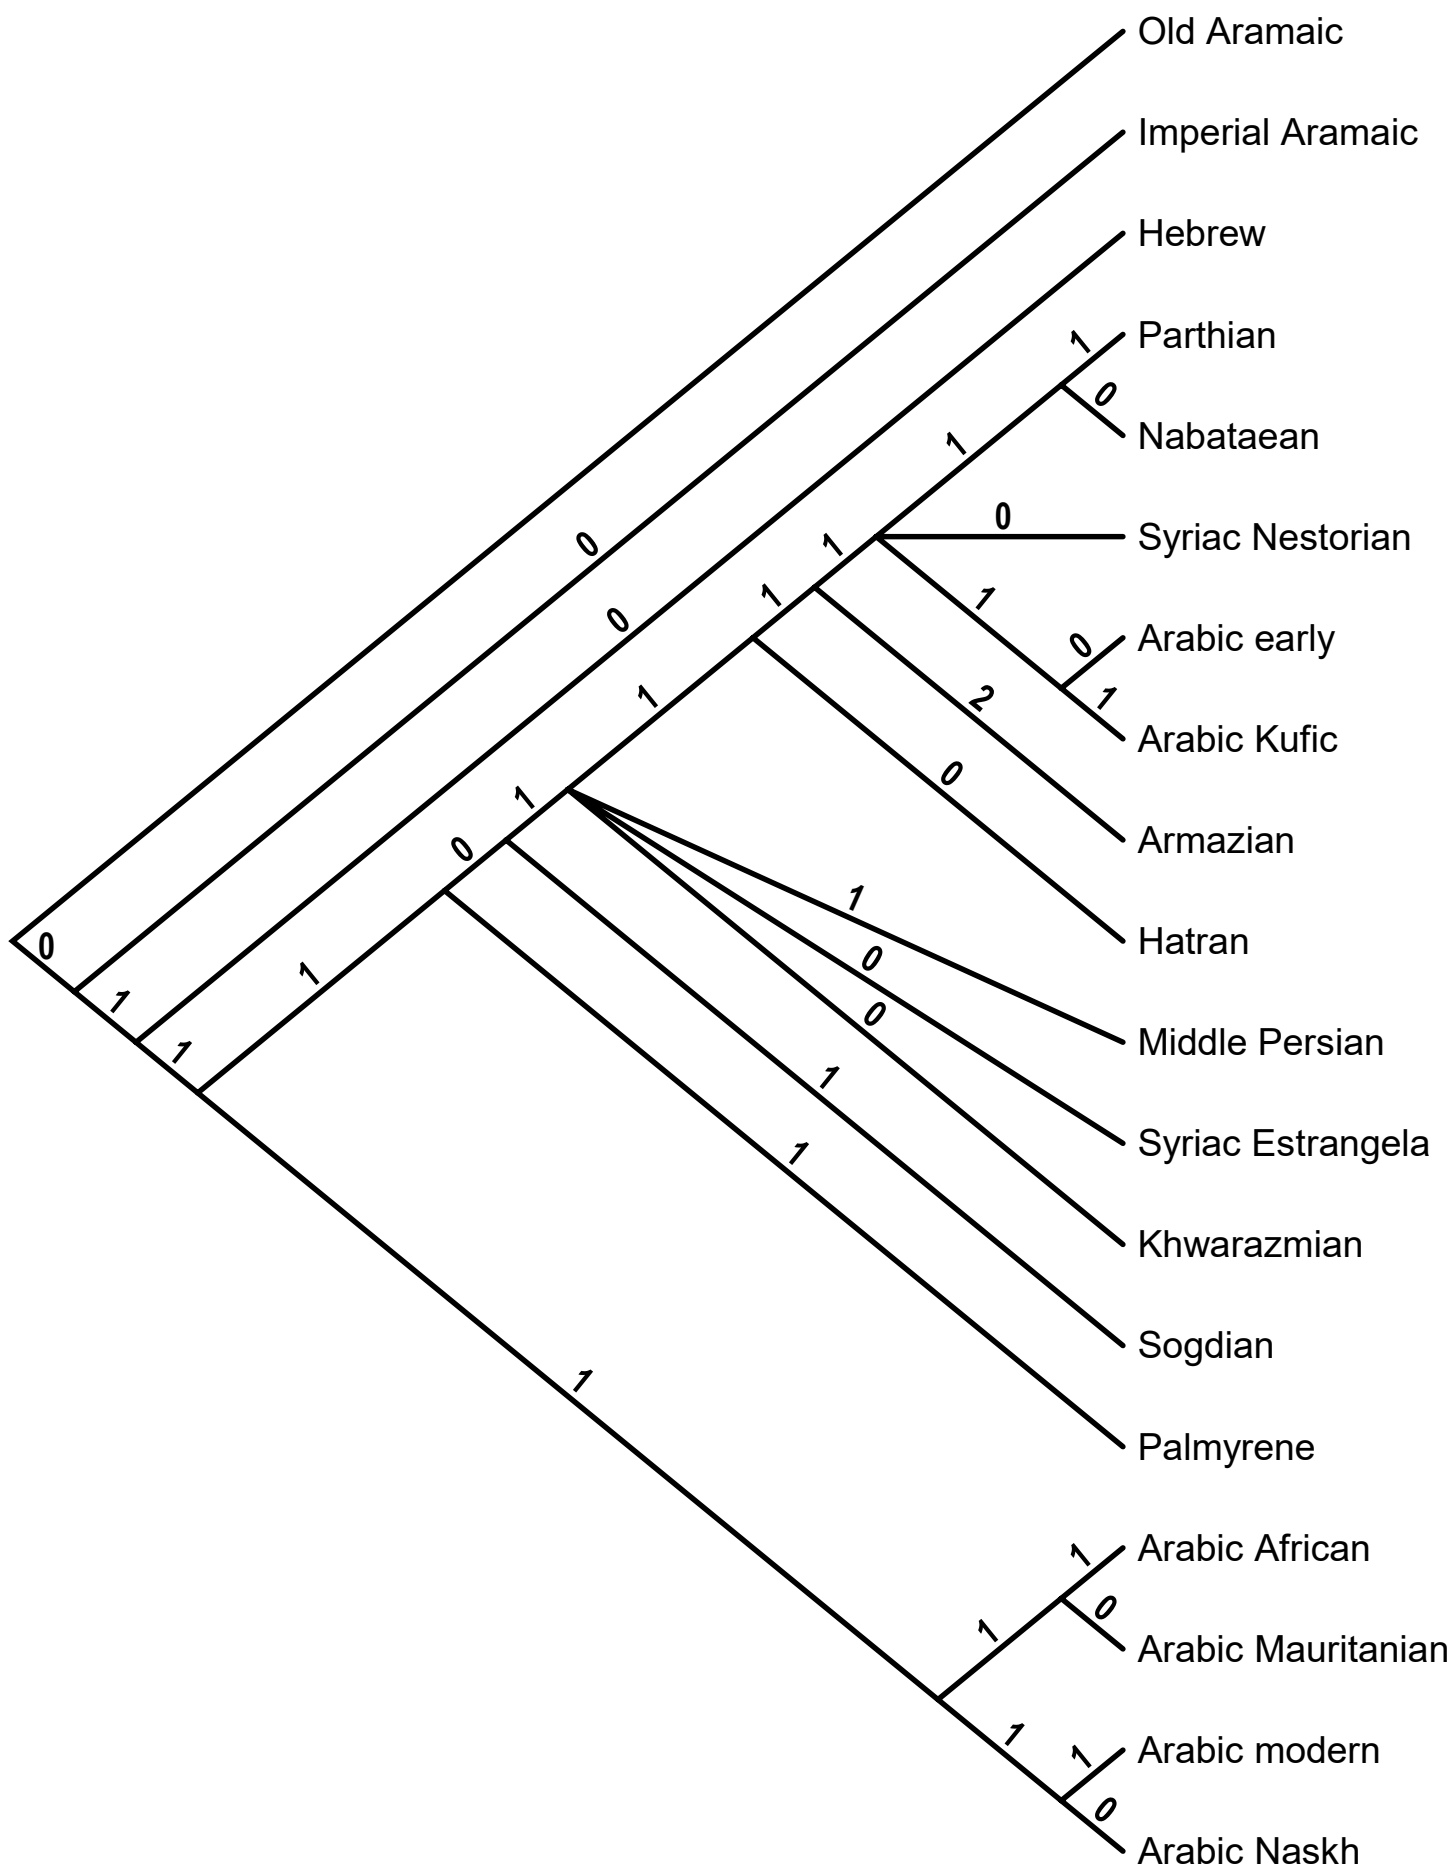 Old Aramaic
Imperial Aramaic
Hebrew
1
Parthian
0
Nabataean
1
0
Syriac Nestorian
0
1
1
0
Arabic early
0
1
1
2
1
Arabic Kufic
1
0
Armazian
0
1
0
Hatran
1
0
1
1
0
Middle Persian
1
1
Syriac Estrangela
Khwarazmian
Sogdian
1
Palmyrene
1
Arabic African
0
1
Arabic Mauritanian
1
1
Arabic modern
0
Arabic Naskh